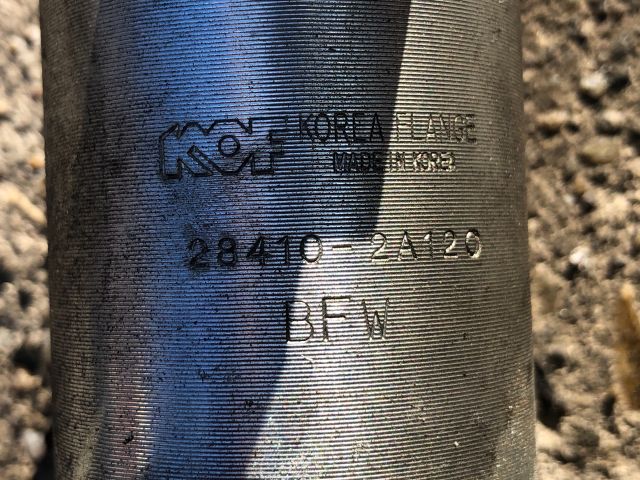 KOF KOREA FLANGE
MADE IN KOREA
28410-2A120
BFW